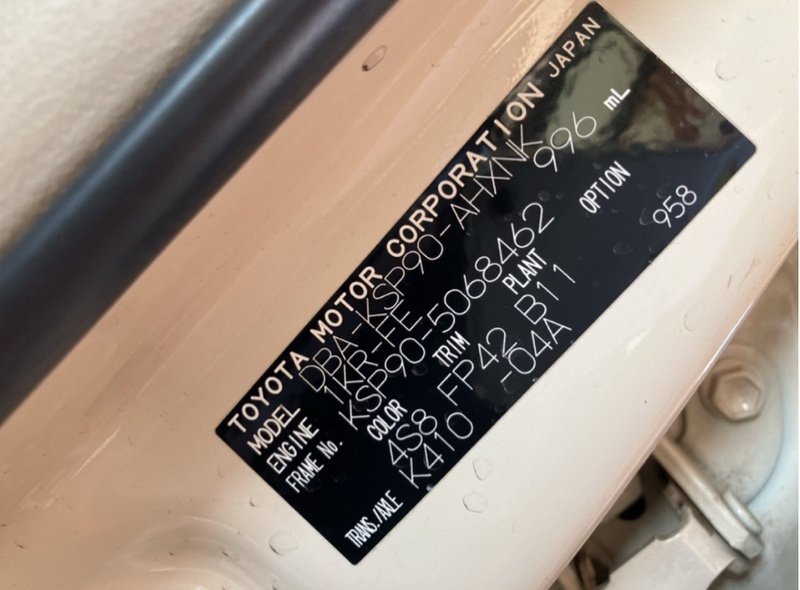 TOYOTA MOTOR CORPORATION JAPAN
MODEL DBA-KSP90-AHXNK
ENGINE 1KR-FE 996 mL
FRAME No. KSP90-5068462
COLOR TRIM PLANT OPTION
4S8 FP42 B11 958
TRANS./AXLE K410 -04A